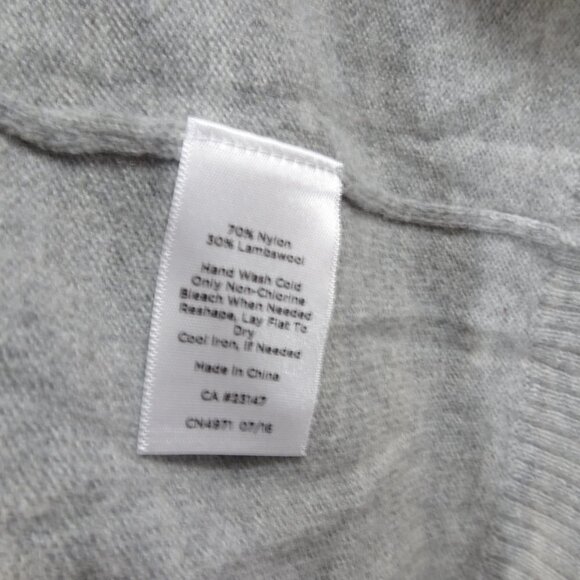 70% Nylon
30% Lambswool
Hand Wash Cold
Only Non-Chlorine
Bleach When Needed
Reshape, Lay Flat To
Dry
Cool Iron, If Needed
Made in China
CA #23147
CN4971 07/16